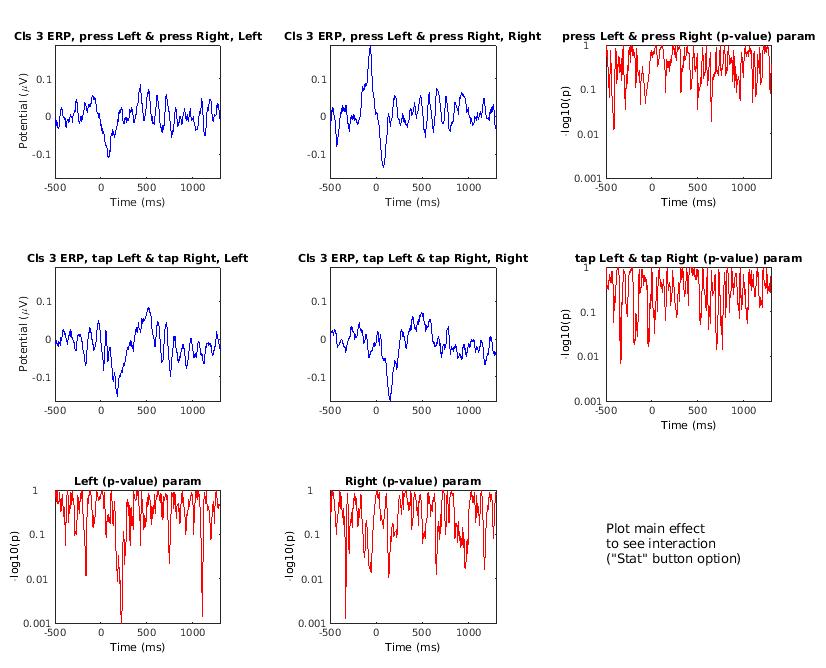 Cls 3 ERP, press Left & press Right, Left
Cls 3 ERP, press Left & press Right, Right
press Left & press Right (p-value) param
Potential (μV)
0.1
0
-0.1
-500
0
500
1000
Time (ms)
0.1
0
-0.1
-500
0
500
1000
Time (ms)
-log10(p)
1
0.1
0.01
0.001
-500
0
500
1000
Time (ms)
Cls 3 ERP, tap Left & tap Right, Left
Cls 3 ERP, tap Left & tap Right, Right
tap Left & tap Right (p-value) param
Potential (μV)
0.1
0
-0.1
-500
0
500
1000
Time (ms)
0.1
0
-0.1
-500
0
500
1000
Time (ms)
-log10(p)
1
0.1
0.01
0.001
-500
0
500
1000
Time (ms)
Left (p-value) param
Right (p-value) param
-log10(p)
1
0.1
0.01
0.001
-500
0
500
1000
Time (ms)
-log10(p)
1
0.1
0.01
0.001
-500
0
500
1000
Time (ms)
Plot main effect
to see interaction
("Stat" button option)